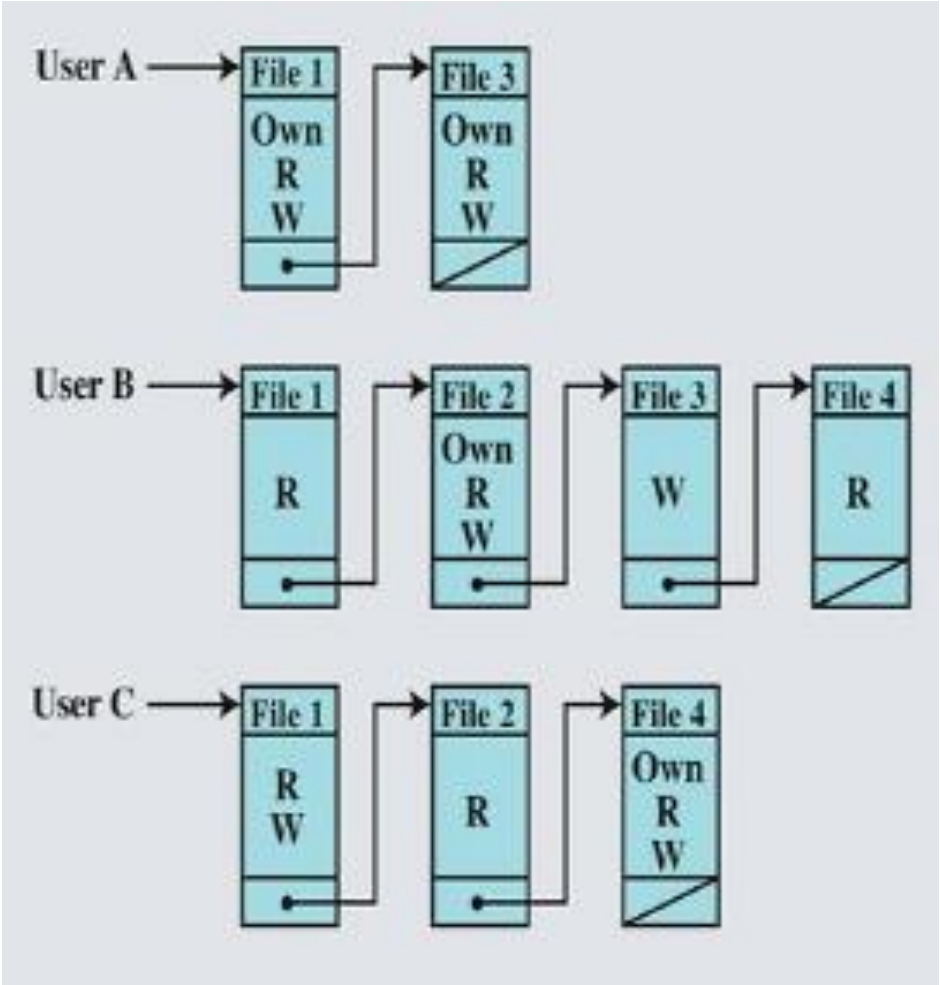 User A File 1 File 3
Own Own
R R
W W
User B File 1 File 2 File 3 File 4
Own
R R W R
W
User C File 1 File 2 File 4
R Own
W R R
W